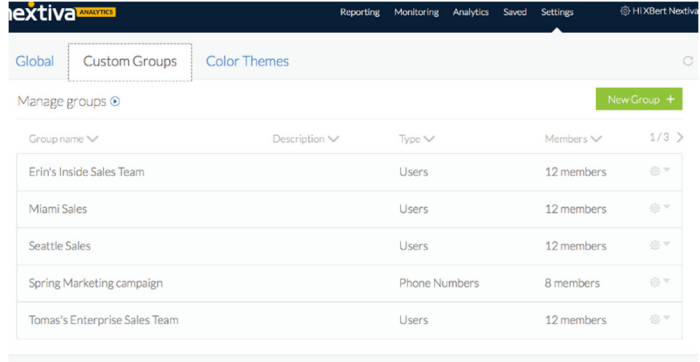 nextiva ANALYTICS Reporting Monitoring Analytics Saved Settings Hi XBert Nextiva
Global Custom Groups Color Themes
Manage groups New Group +
Group name Description Type Members 1/3
Erin's Inside Sales Team Users 12 members
Miami Sales Users 12 members
Seattle Sales Users 12 members
Spring Marketing campaign Phone Numbers 8 members
Tomas's Enterprise Sales Team Users 12 members